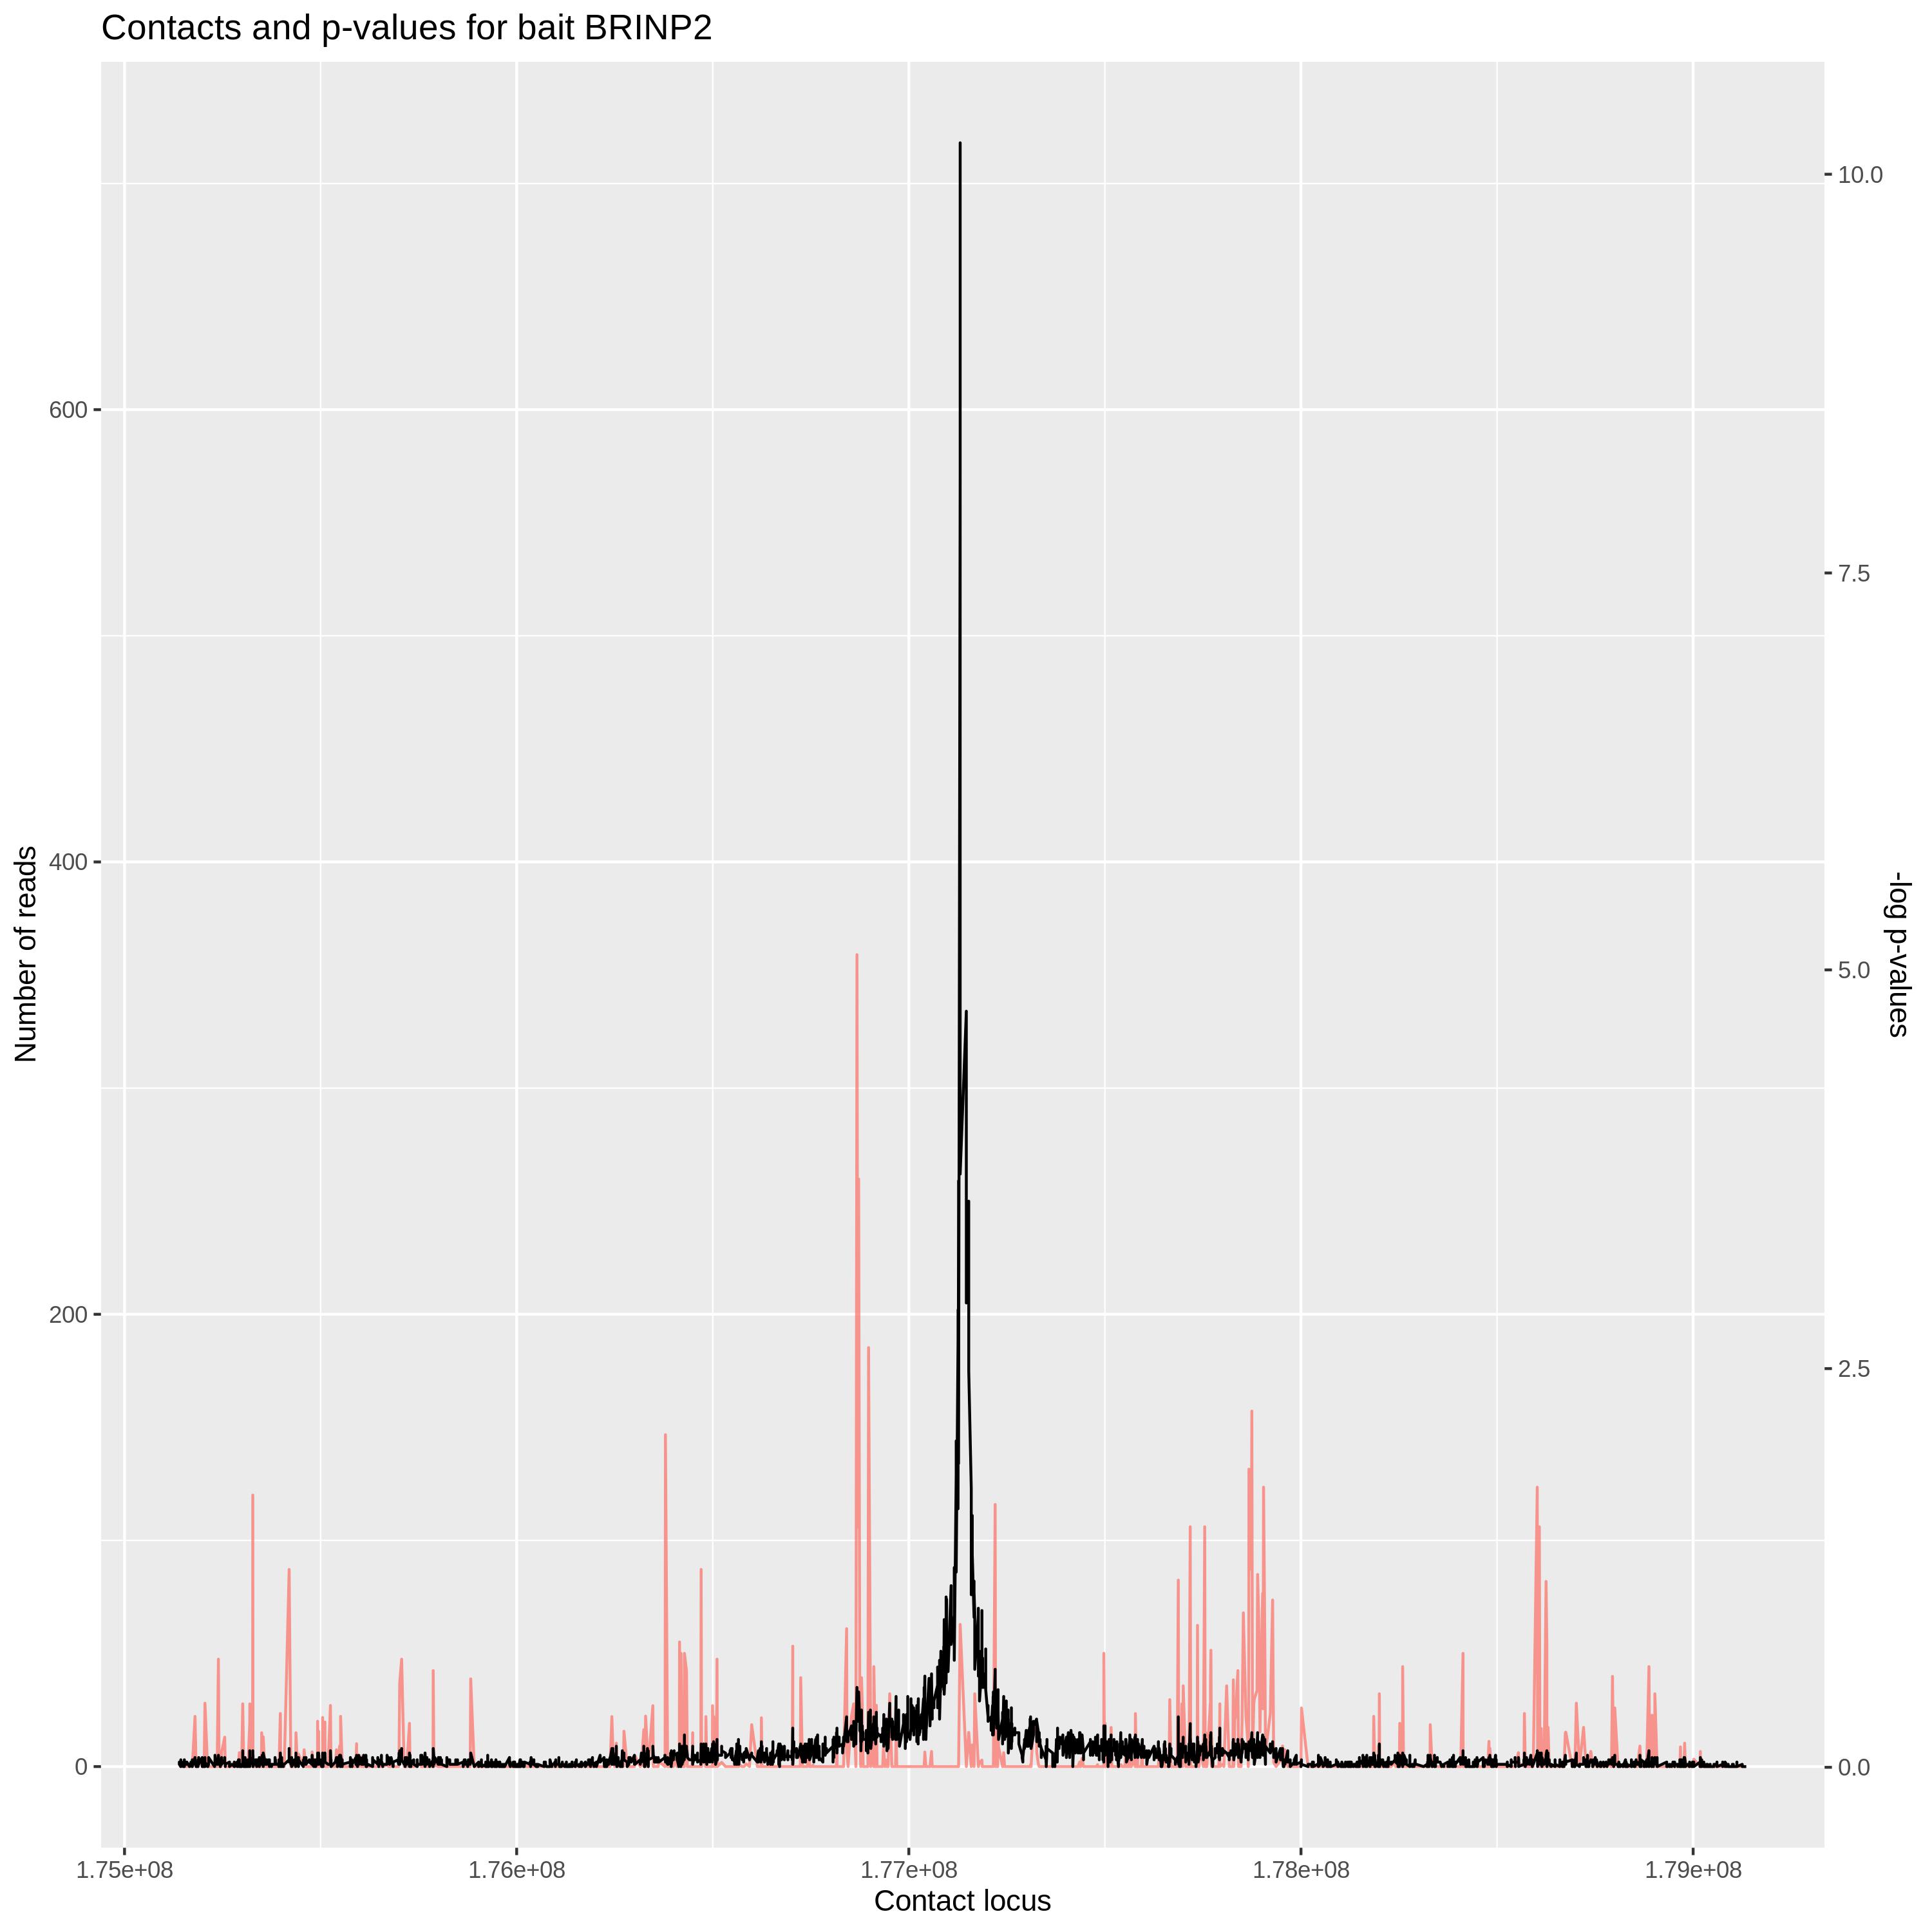 Contacts and p-values for bait BRINP2
Number of reads
600
400
200
0
10.0
7.5
5.0
2.5
0.0
-log p-values
1.75e+08
1.76e+08
1.77e+08
1.78e+08
1.79e+08
Contact locus